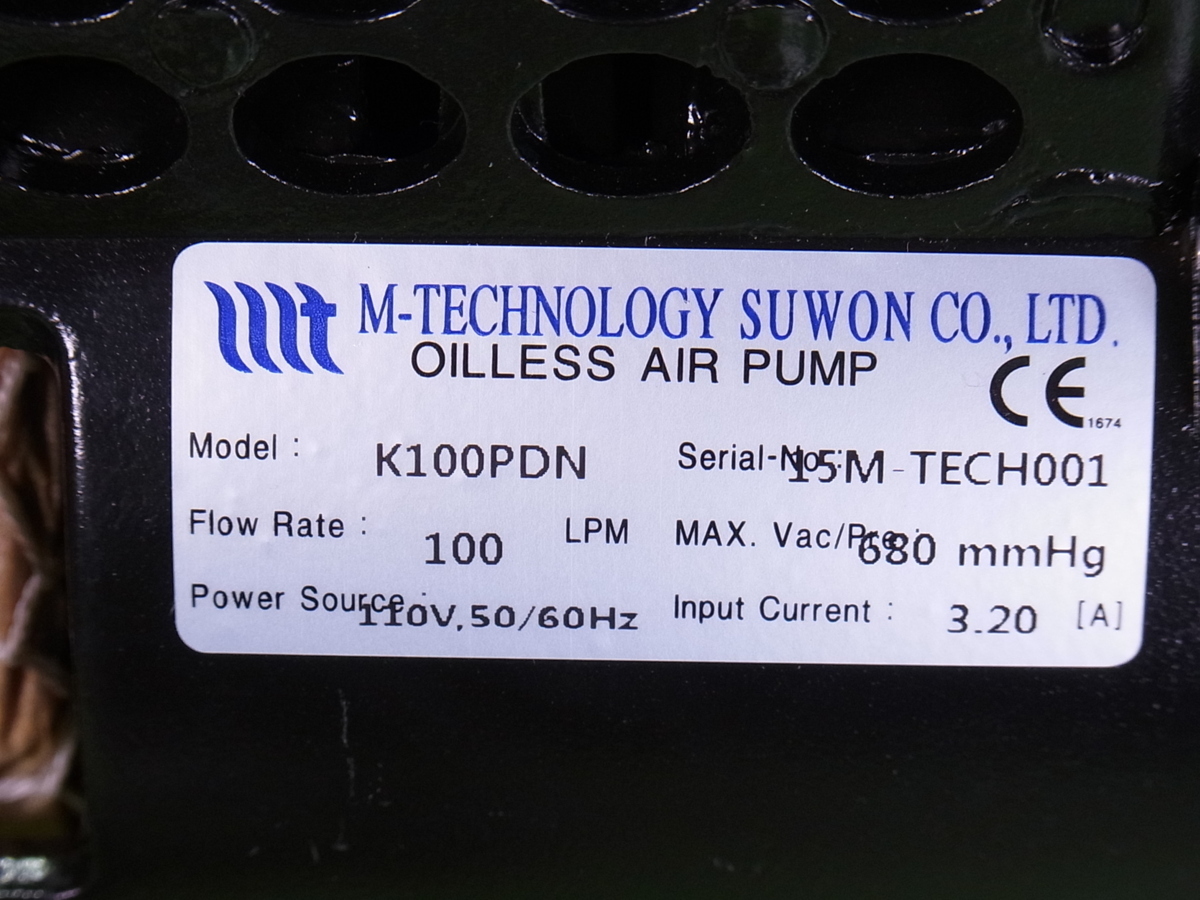 mt M-TECHNOLOGY SUWON CO., LTD.
OILLESS AIR PUMP
CE 1674
Model : K100PDN Serial-No : 15M-TECH001
Flow Rate : 100 LPM MAX. Vac/Pre : 680 mmHg
Power Source : 110V,50/60Hz Input Current : 3.20 [A]